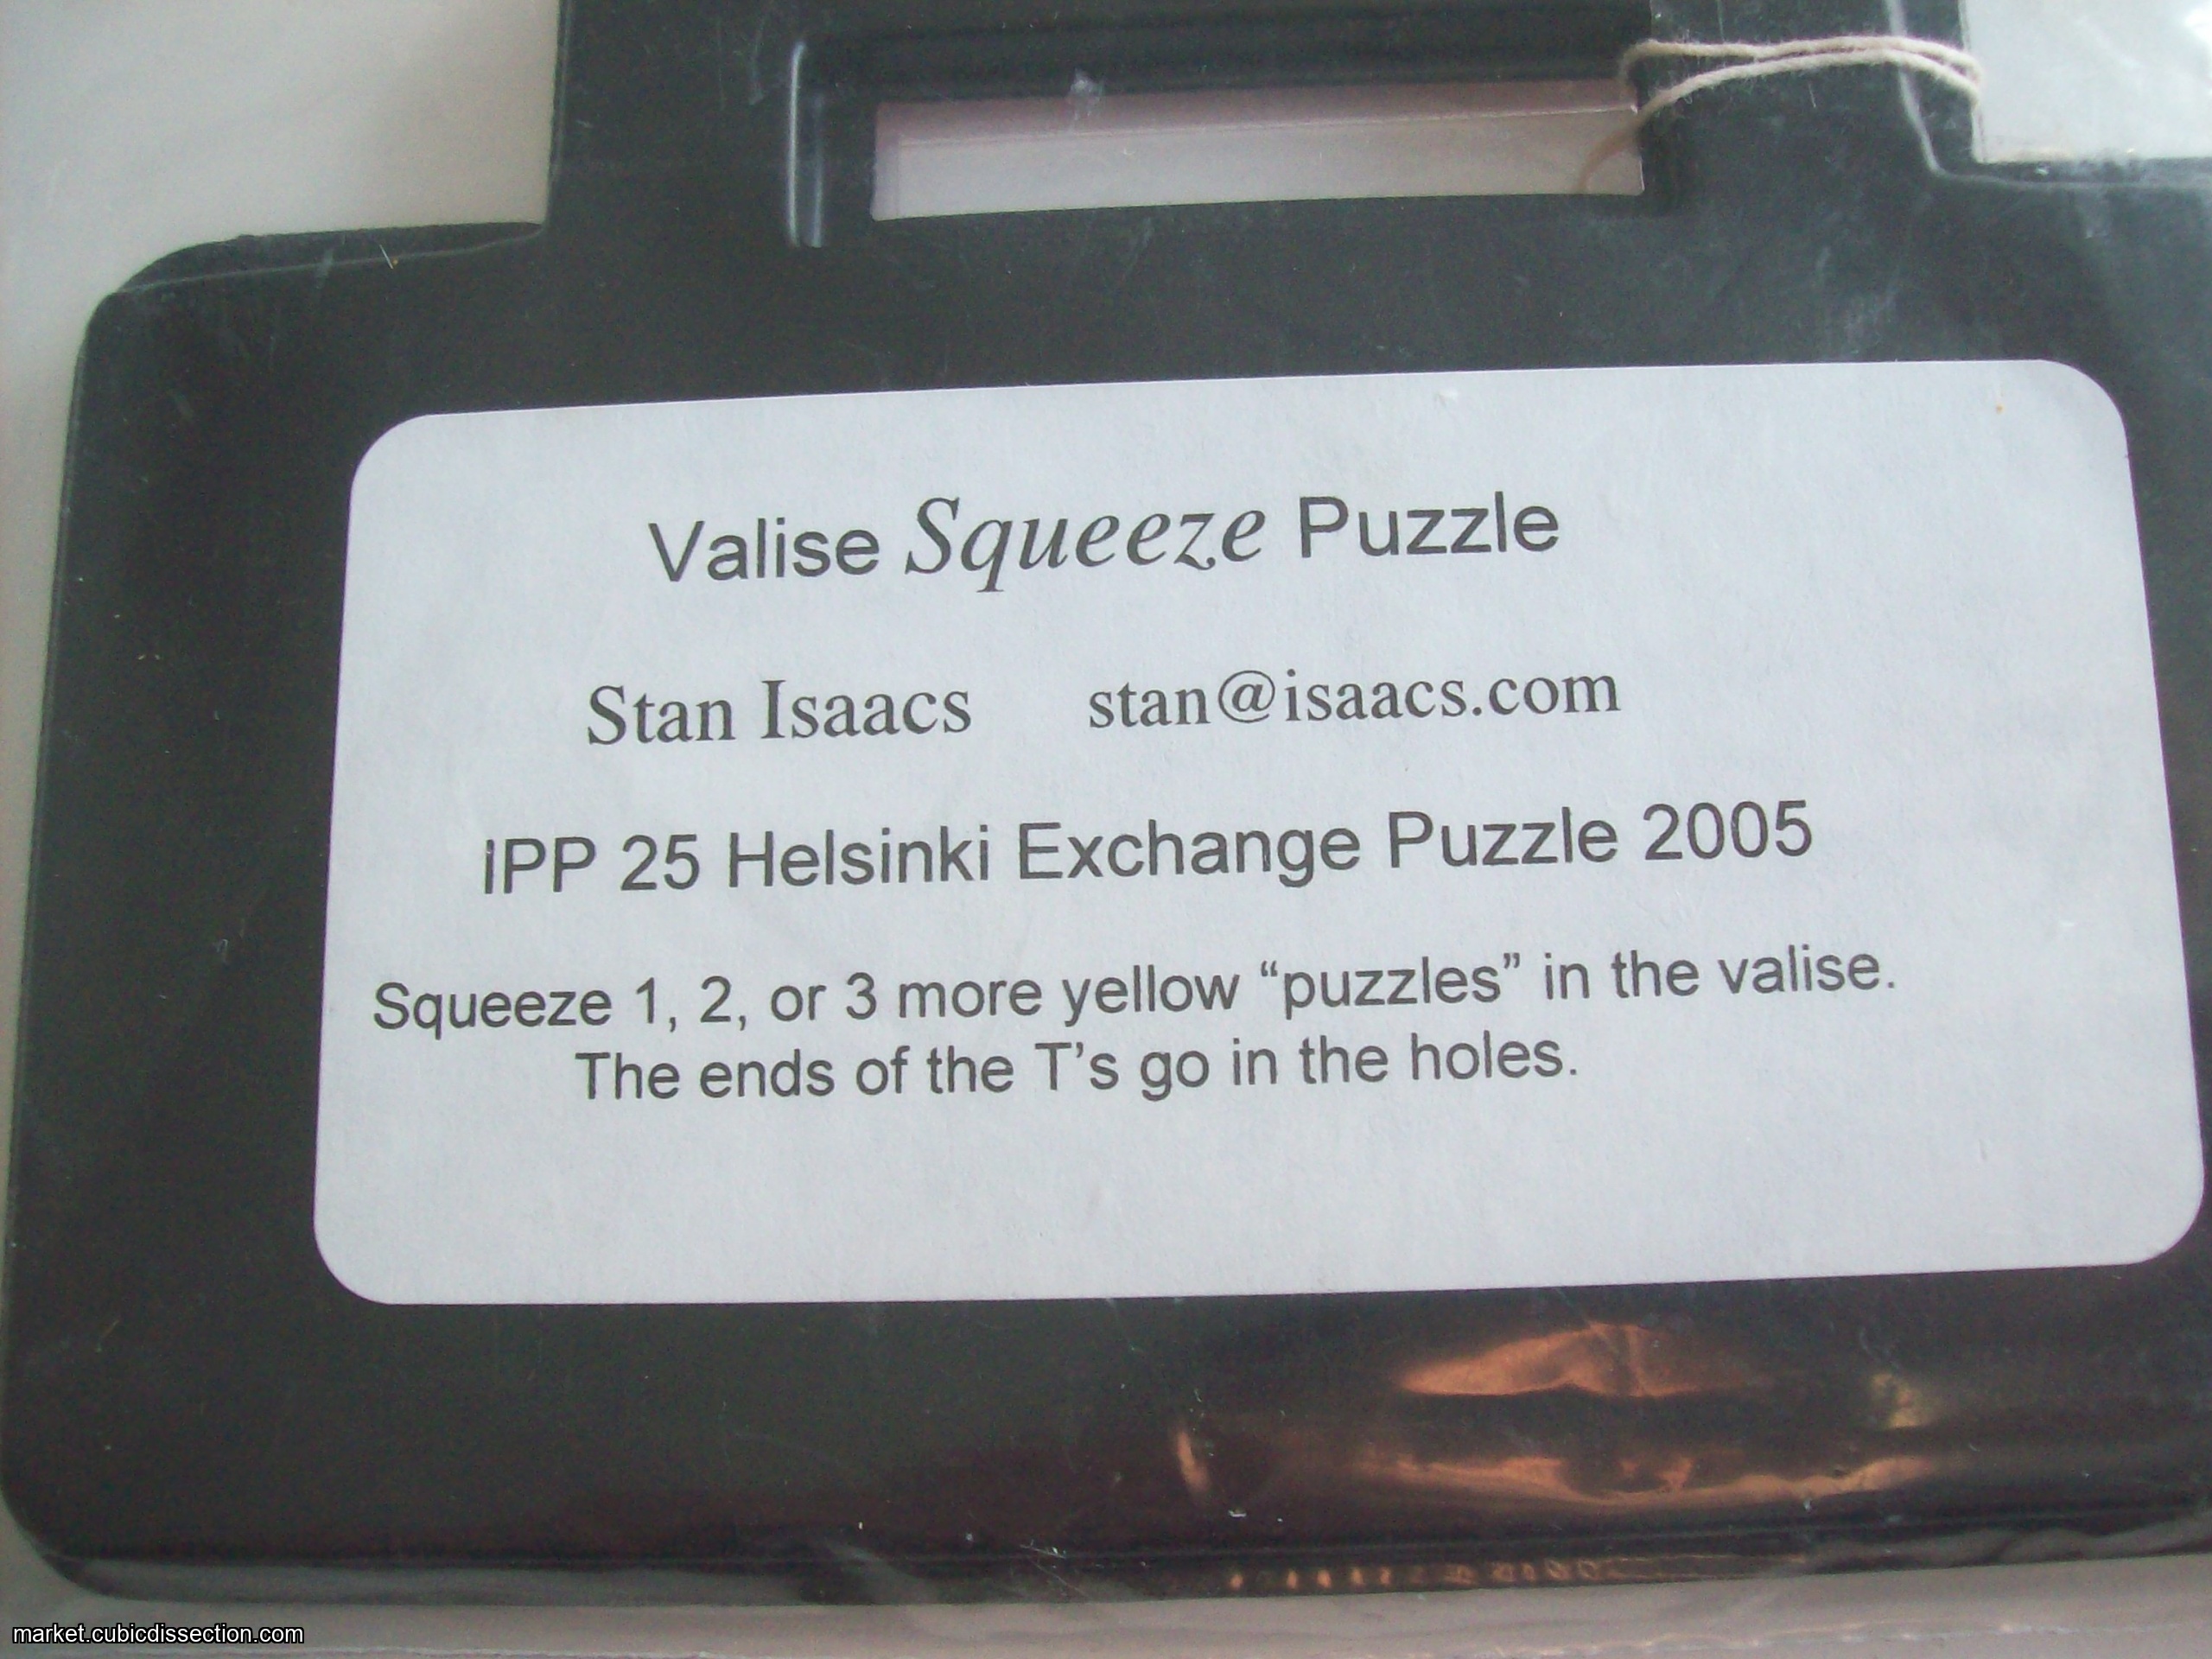 Valise Squeeze Puzzle
Stan Isaacs stan@isaacs.com
IPP 25 Helsinki Exchange Puzzle 2005
Squeeze 1, 2, or 3 more yellow “puzzles” in the valise.
The ends of the T’s go in the holes.
market.cubicdissection.com